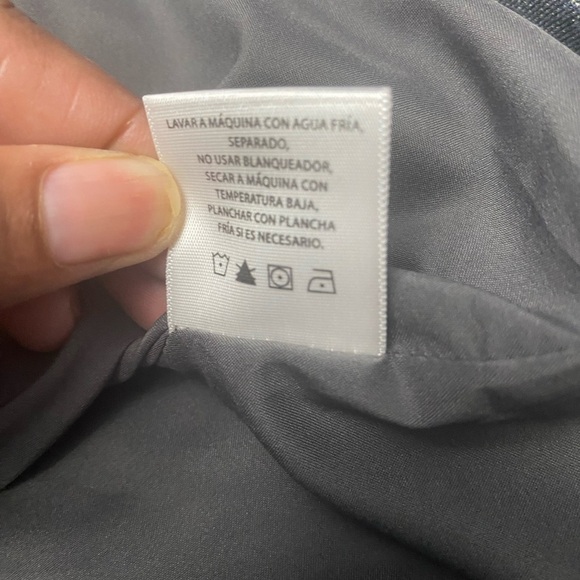 LAVAR A MÁQUINA CON AGUA FRÍA,
SEPARADO,
NO USAR BLANQUEADOR,
SECAR A MÁQUINA CON
TEMPERATURA BAJA,
PLANCHAR CON PLANCHA
FRÍA SI ES NECESARIO.